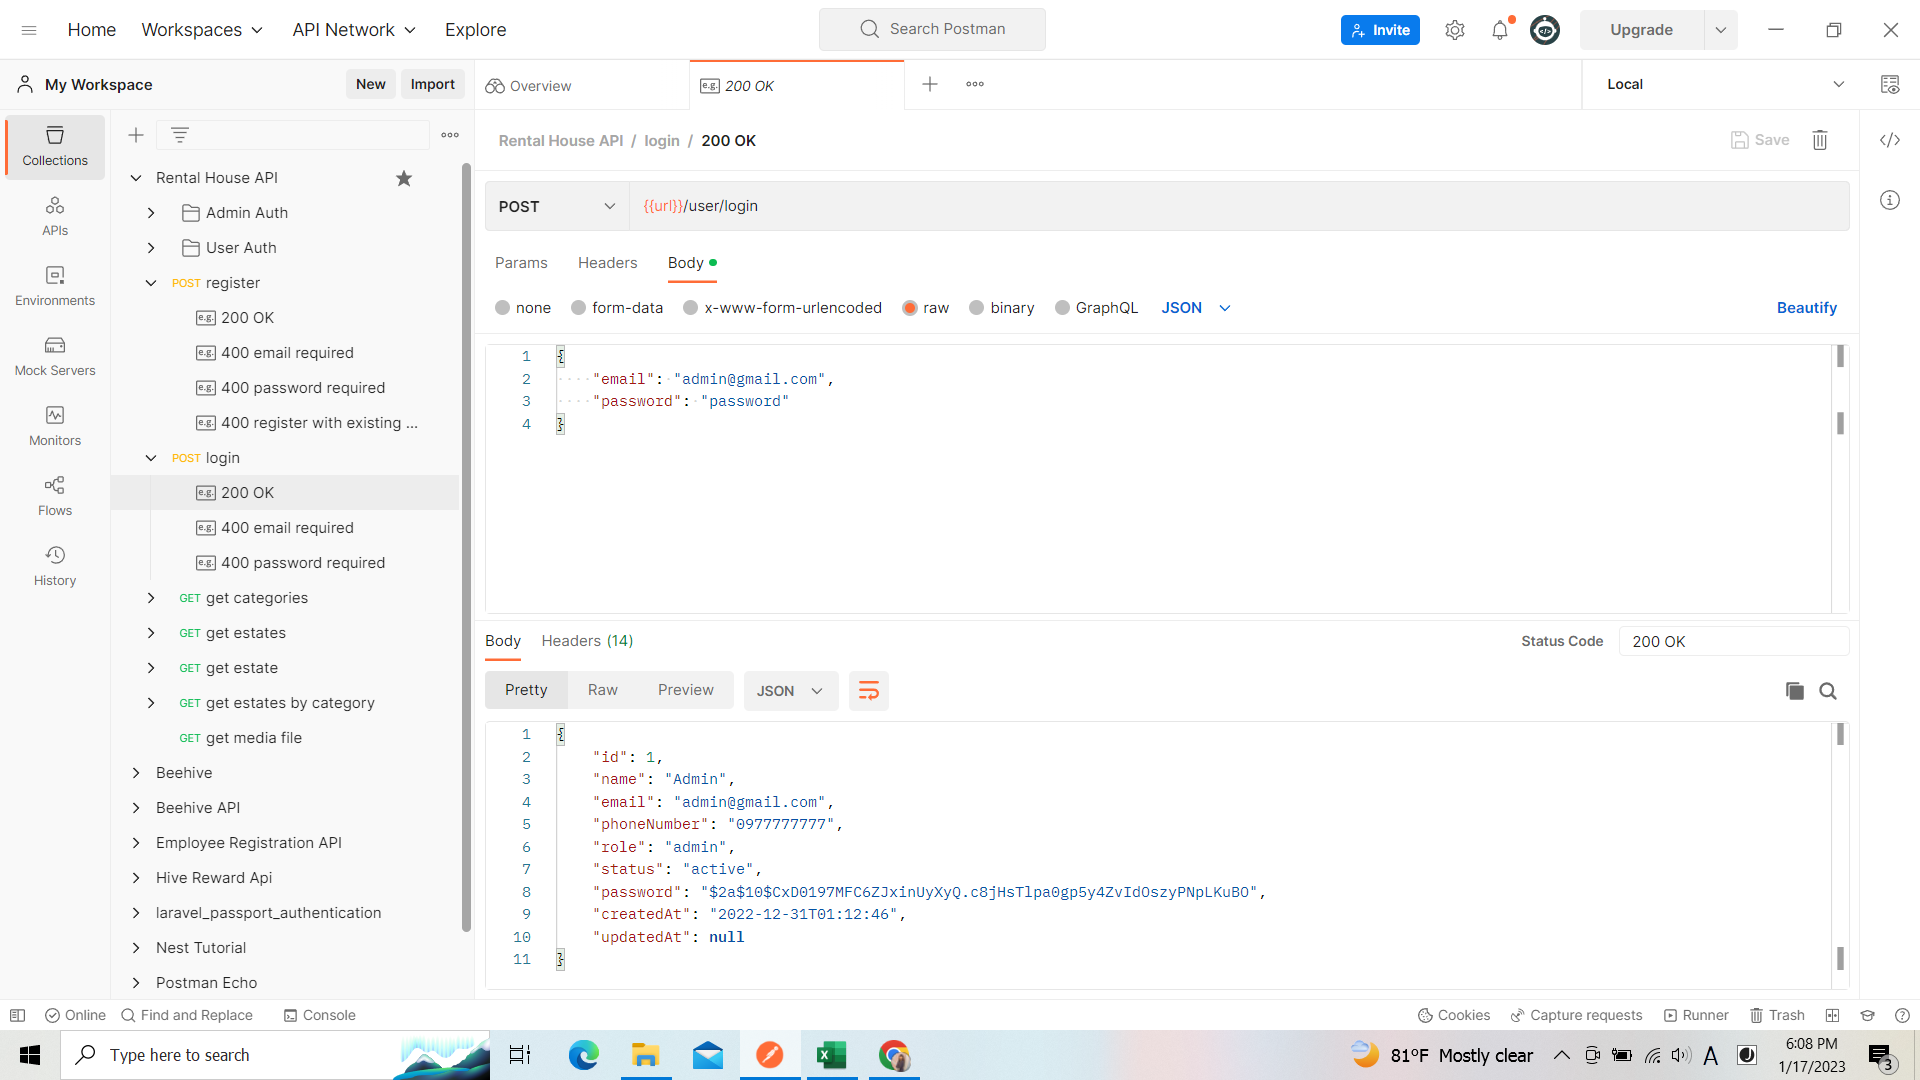 Home Workspaces API Network Explore Search Postman Invite Upgrade
My Workspace New Import Overview e.g. 200 OK Local
Collections
APIs
Environments
Mock Servers
Monitors
Flows
History
Rental House API
Admin Auth
User Auth
POST register
e.g. 200 OK
e.g. 400 email required
e.g. 400 password required
e.g. 400 register with existing ...
POST login
e.g. 200 OK
e.g. 400 email required
e.g. 400 password required
GET get categories
GET get estates
GET get estate
GET get estates by category
GET get media file
Beehive
Beehive API
Employee Registration API
Hive Reward Api
laravel_passport_authentication
Nest Tutorial
Postman Echo
Rental House API / login / 200 OK Save
POST {{url}}/user/login
Params Headers Body
none form-data x-www-form-urlencoded raw binary GraphQL JSON Beautify
1 {
2 "email": "admin@gmail.com",
3 "password": "password"
4 }
Body Headers (14) Status Code 200 OK
Pretty Raw Preview JSON
1 {
2 "id": 1,
3 "name": "Admin",
4 "email": "admin@gmail.com",
5 "phoneNumber": "0977777777",
6 "role": "admin",
7 "status": "active",
8 "password": "$2a$10$CxD0197MFC6ZJxinUyXyQ.c8jHsTlpa0gp5y4ZvIdOszyPNpLKuBO",
9 "createdAt": "2022-12-31T01:12:46",
10 "updatedAt": null
11 }
Online Find and Replace Console Cookies Capture requests Runner Trash
Type here to search 81°F Mostly clear A 6:08 PM
1/17/2023 3